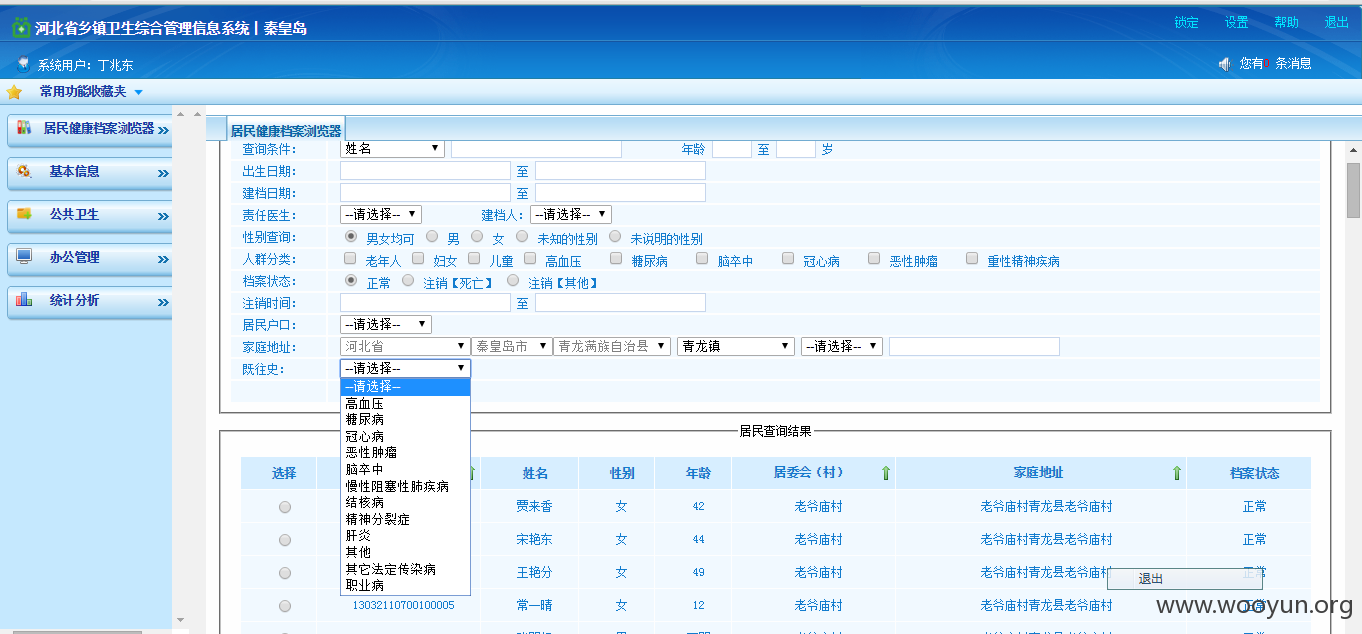 河北省乡镇卫生综合管理信息系统丨秦皇岛
锁定 设置 帮助 退出
系统用户：丁兆东
您有0 条消息
常用功能收藏夹
居民健康档案浏览器 »
基本信息 »
公共卫生 »
办公管理 »
统计分析 »
居民健康档案浏览器
查询条件： 姓名 年龄 至 岁
出生日期： 至
建档日期： 至
责任医生： --请选择-- 建档人： --请选择--
性别查询： 男女均可 男 女 未知的性别 未说明的性别
人群分类： 老年人 妇女 儿童 高血压 糖尿病 脑卒中 冠心病 恶性肿瘤 重性精神疾病
档案状态： 正常 注销【死亡】 注销【其他】
注销时间： 至
居民户口： --请选择--
家庭地址： 河北省 秦皇岛市 青龙满族自治县 青龙镇 --请选择--
既往史： --请选择--
--请选择--
高血压
糖尿病
冠心病
恶性肿瘤
脑卒中
慢性阻塞性肺疾病
结核病
精神分裂症
肝炎
其他
其它法定传染病
职业病
居民查询结果
选择 姓名 性别 年龄 居委会（村） 家庭地址 档案状态
贾来香 女 42 老爷庙村 老爷庙村青龙县老爷庙村 正常
宋艳东 女 44 老爷庙村 老爷庙村青龙县老爷庙村 正常
王艳分 女 49 老爷庙村 老爷庙村青龙县老爷庙村 正常
退出
13032110700100005 常一晴 女 12 老爷庙村 老爷庙村青龙县老爷庙村 正常
www.wooyun.org